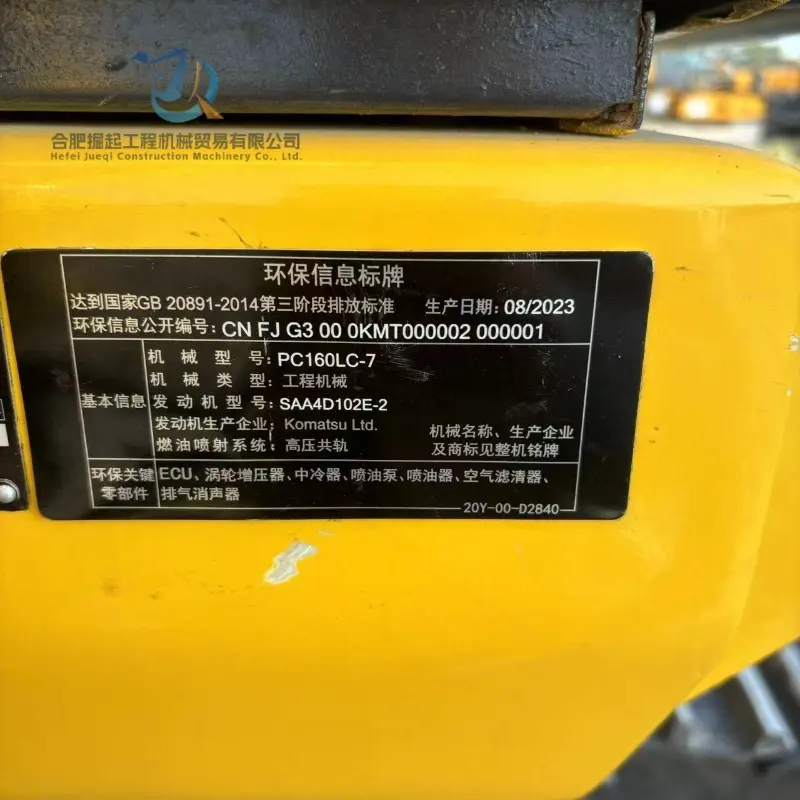 合肥掘起工程机械贸易有限公司
Hefei Jueqi Construction Machinery Co., Ltd.
环保信息标牌
达到国家GB 20891-2014第三阶段排放标准 生产日期: 08/2023
环保信息公开编号: CN FJ G3 00 0KMT000002 000001
基本信息
机械型号: PC160LC-7
机械类型: 工程机械
发动机型号: SAA4D102E-2
发动机生产企业: Komatsu Ltd.
燃油喷射系统: 高压共轨
机械名称、生产企业
及商标见整机铭牌
环保关键
零部件
ECU、涡轮增压器、中冷器、喷油泵、喷油器、空气滤清器、
排气消声器
20Y-00-D2840